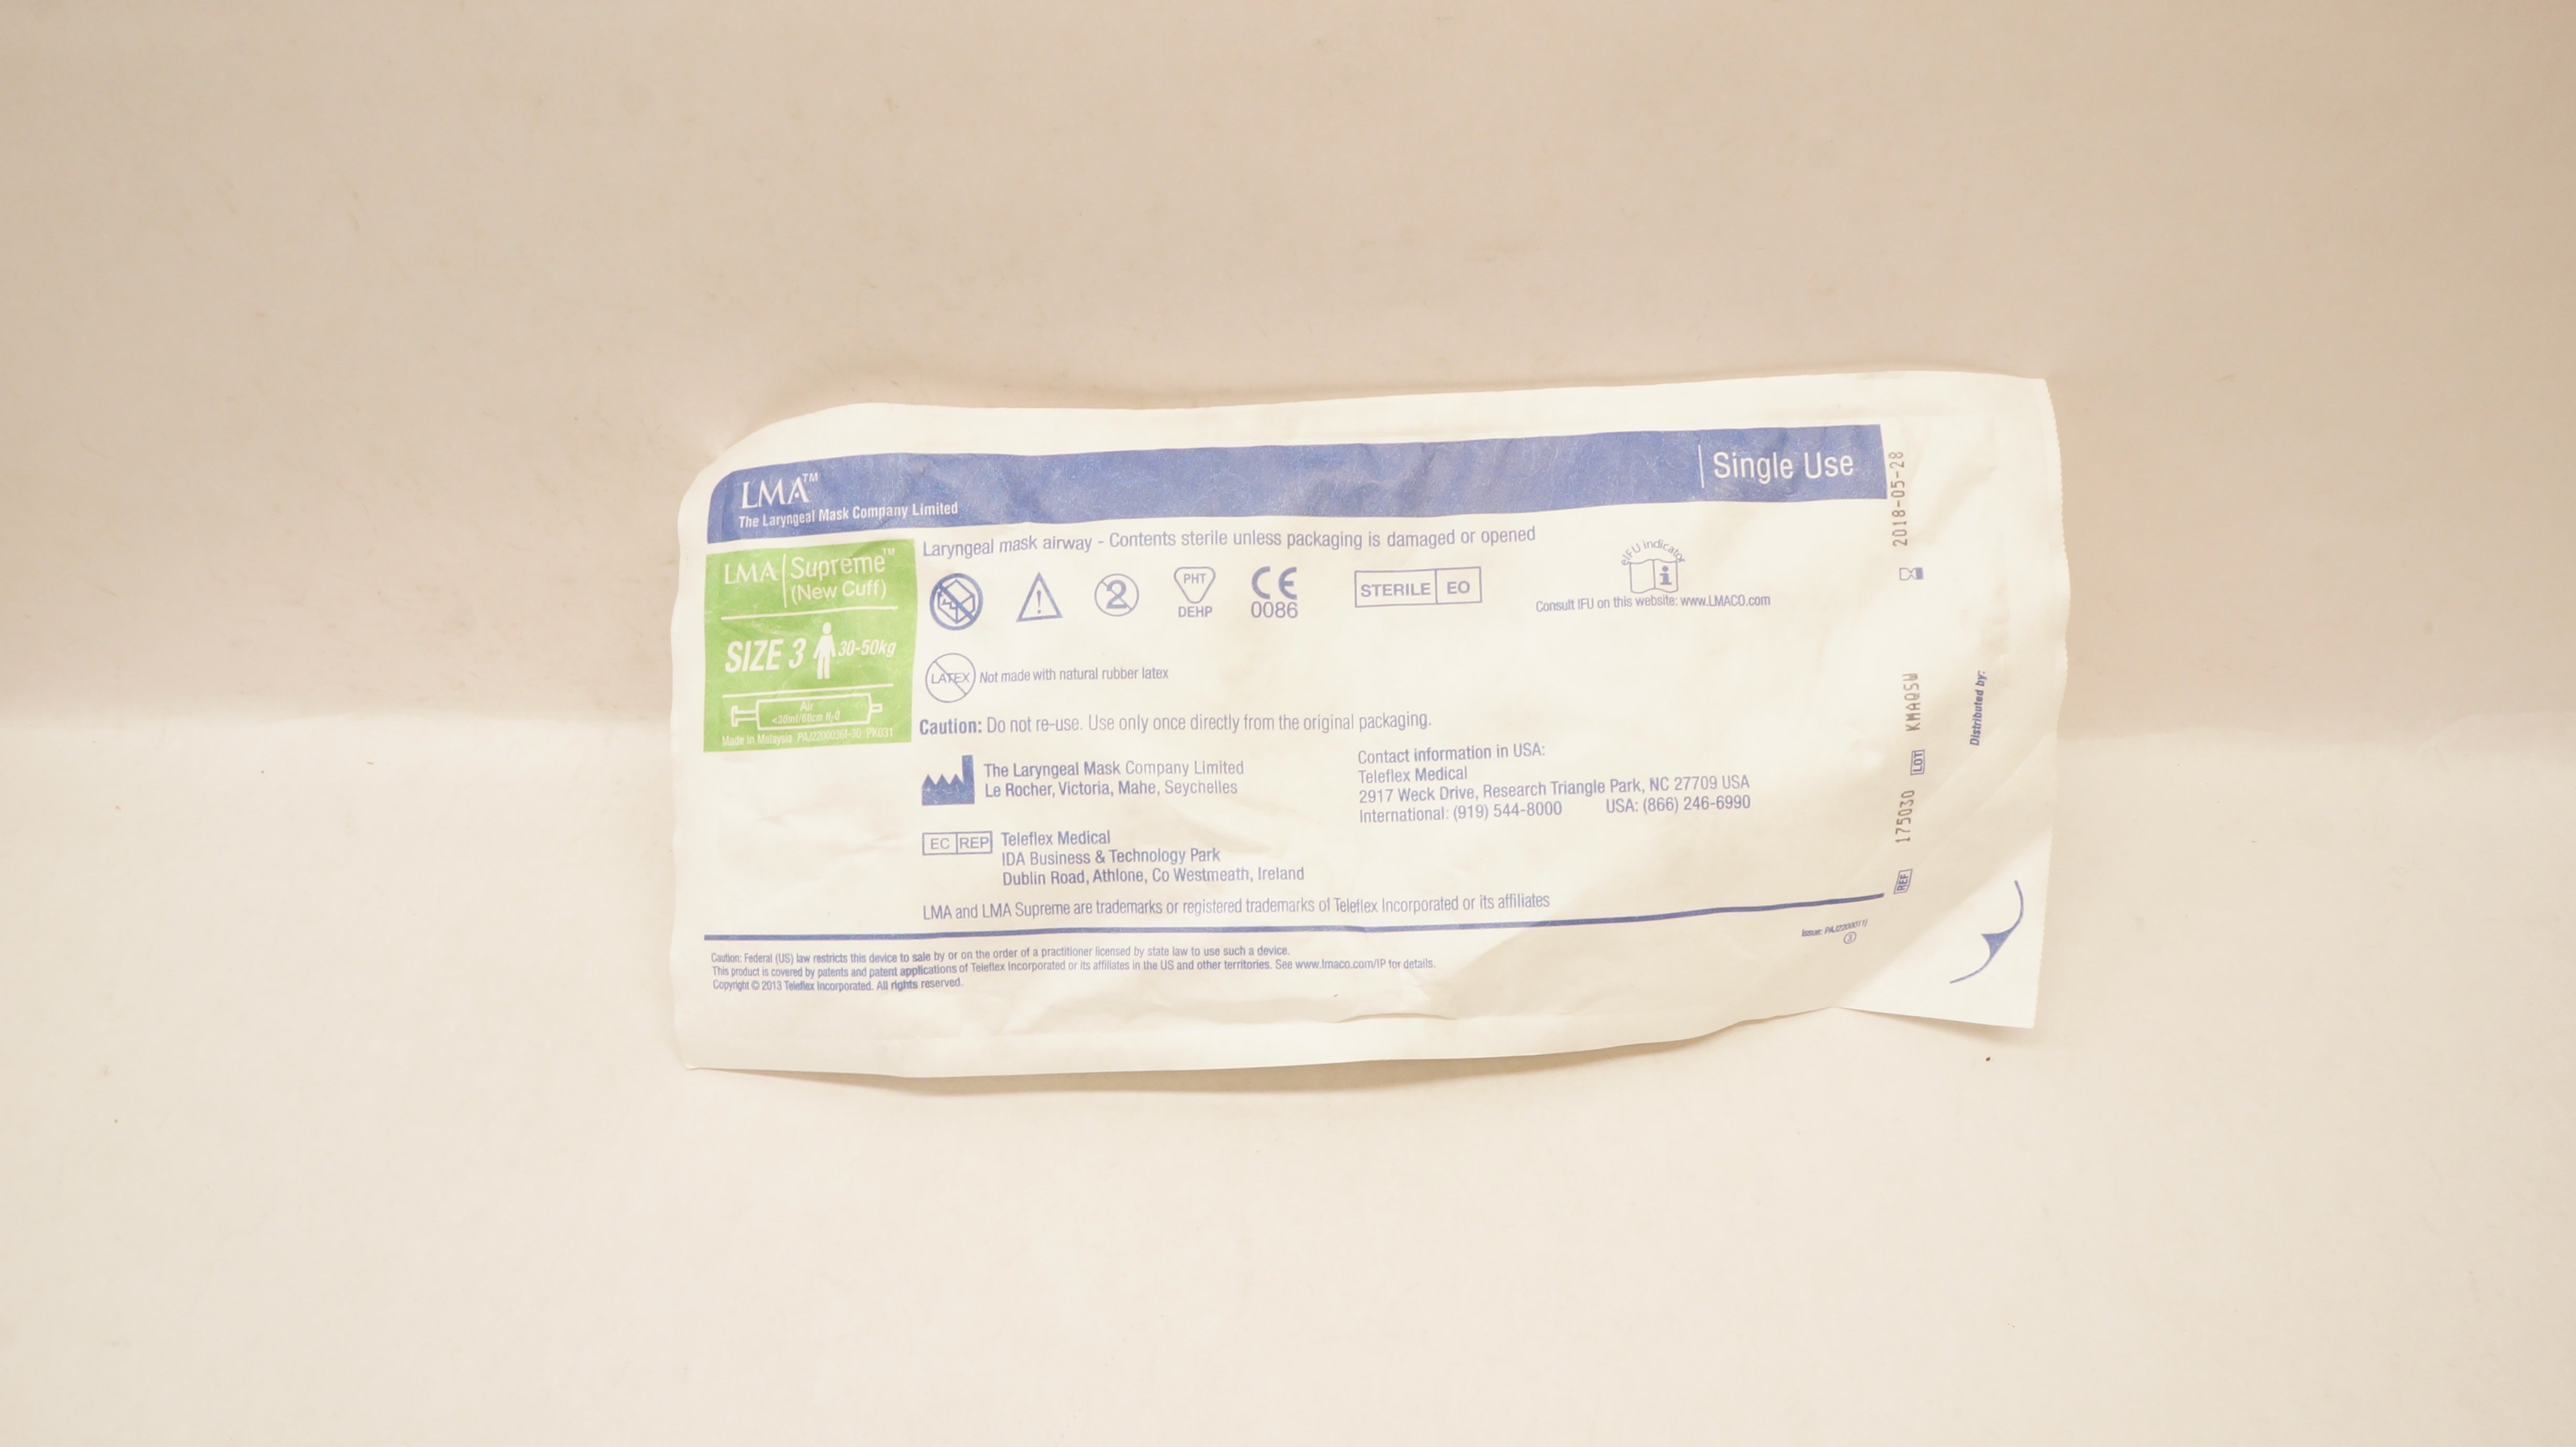 LMA™
The Laryngeal Mask Company Limited
Single Use
LMA Supreme™
(New Cuff)
SIZE 3 30-50kg
Air
<30ml/60cm H₂O
Made in Malaysia
Laryngeal mask airway - Contents sterile unless packaging is damaged or opened
2
PHT
DEHP
CE
0086
STERILE EO
eIFU indicator
i
Consult IFU on this website: www.LMACO.com
LATEX Not made with natural rubber latex
Caution: Do not re-use. Use only once directly from the original packaging.
The Laryngeal Mask Company Limited
Le Rocher, Victoria, Mahe, Seychelles
Contact information in USA:
Teleflex Medical
2917 Weck Drive, Research Triangle Park, NC 27709 USA
International: (919) 544-8000 USA: (866) 246-6990
EC REP Teleflex Medical
IDA Business & Technology Park
Dublin Road, Athlone, Co Westmeath, Ireland
LMA and LMA Supreme are trademarks or registered trademarks of Teleflex Incorporated or its affiliates
Caution: Federal (US) law restricts this device to sale by or on the order of a practitioner licensed by state law to use such a device.
This product is covered by patents and patent applications of Teleflex Incorporated or its affiliates in the US and other territories. See www.lmaco.com/IP for details.
Copyright © 2013 Teleflex Incorporated. All rights reserved.
Issue:
REF 175030 LOT KMAQSW 2018-05-28
Distributed by: